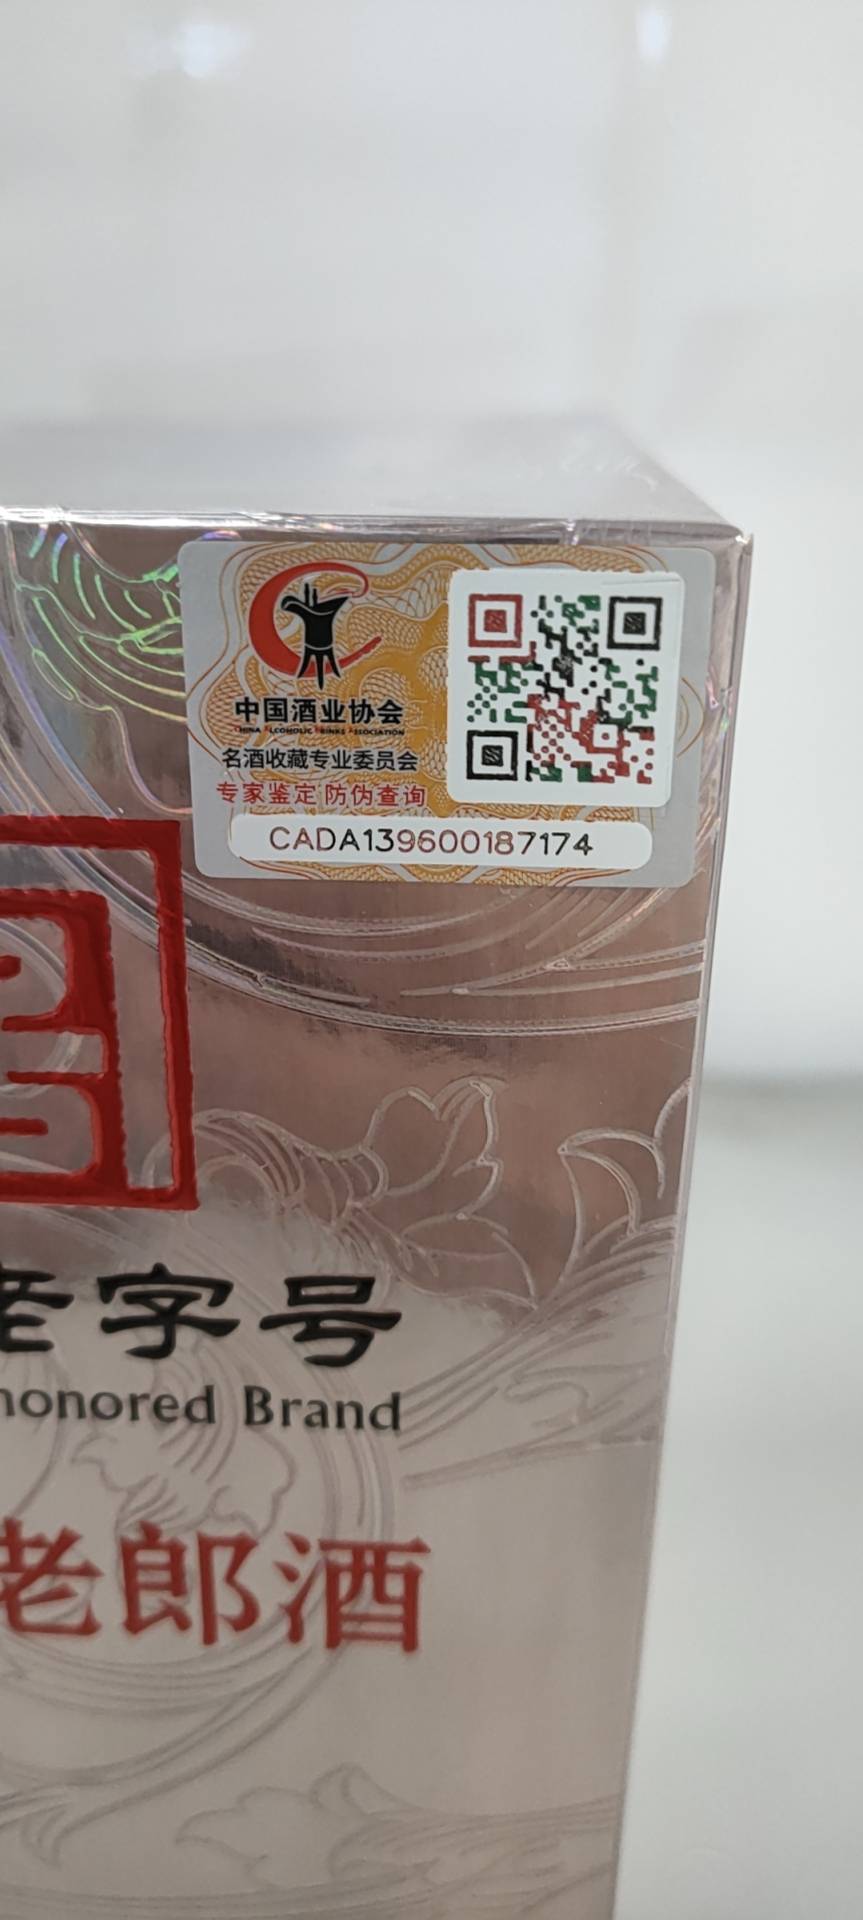 中国酒业协会
CHINA ALCOHOLIC DRINKS ASSOCIATION
名酒收藏专业委员会
专家鉴定 防伪查询
CADA139600187174
老字号
honored Brand
老郎酒